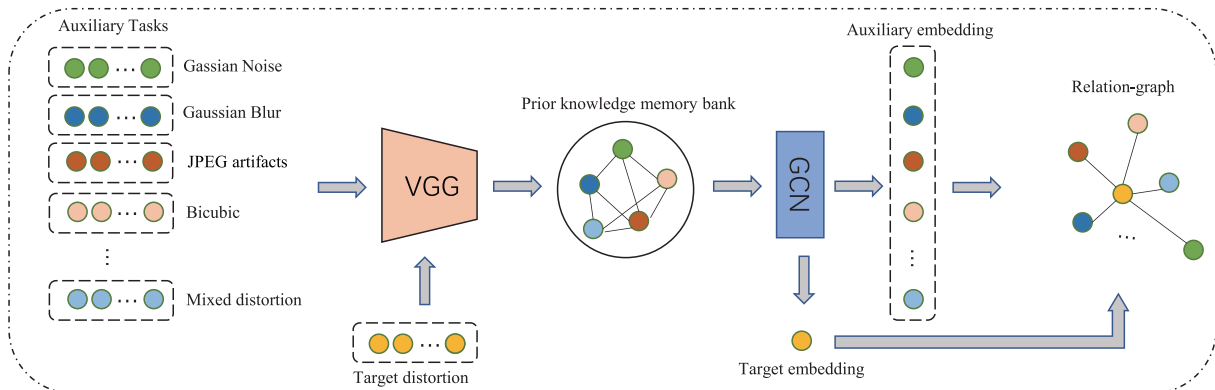 Auxiliary Tasks
Gassian Noise
Gaussian Blur
JPEG artifacts
Bicubic
Mixed distortion
Target distortion
VGG
Prior knowledge memory bank
GCN
Auxiliary embedding
Target embedding
Relation-graph